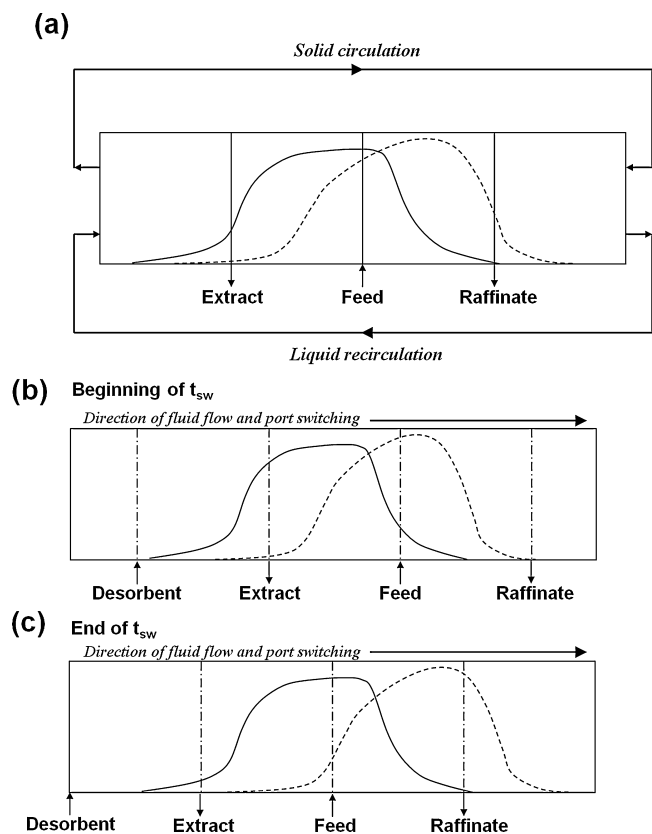 (a)
Solid circulation
Extract Feed Raffinate
Liquid recirculation
(b) Beginning of tsw
Direction of fluid flow and port switching
Desorbent Extract Feed Raffinate
(c) End of tsw
Direction of fluid flow and port switching
Desorbent Extract Feed Raffinate